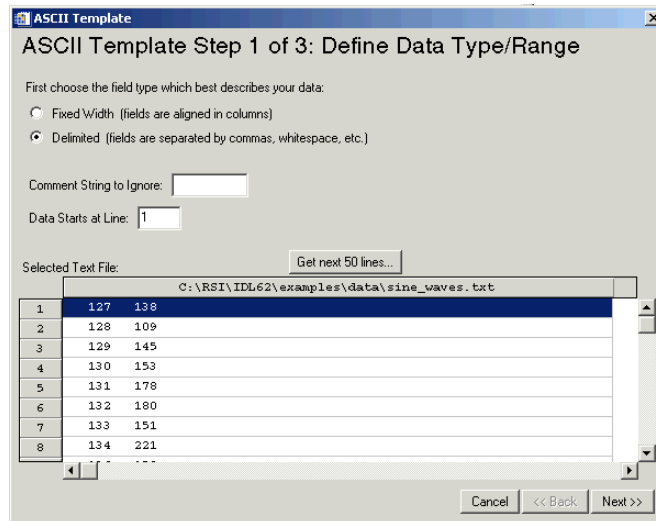 ASCII Template
ASCII Template Step 1 of 3: Define Data Type/Range
First choose the field type which best describes your data:
Fixed Width (fields are aligned in columns)
Delimited (fields are separated by commas, whitespace, etc.)
Comment String to Ignore:
Data Starts at Line: 1
Selected Text File: Get next 50 lines...
C:\RSI\IDL62\examples\data\sine_waves.txt
1 127 138
2 128 109
3 129 145
4 130 153
5 131 178
6 132 180
7 133 151
8 134 221
Cancel << Back Next >>